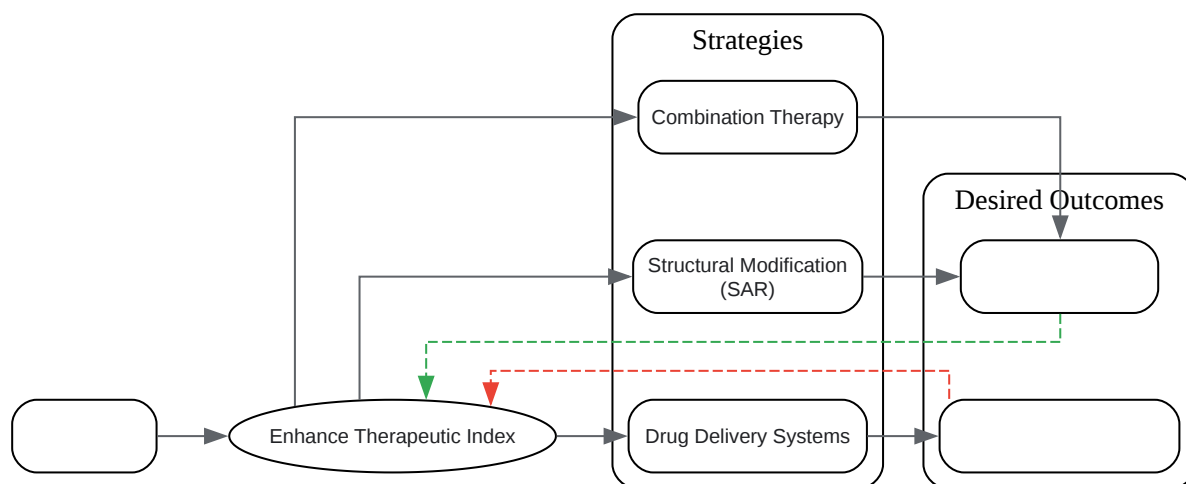 Strategies
Combination Therapy
Desired Outcomes
Structural Modification
(SAR)
Enhance Therapeutic Index
Drug Delivery Systems